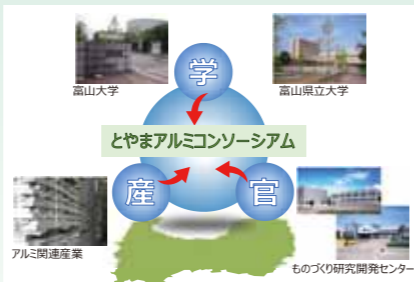 学
富山大学
富山県立大学
とやまアルミコンソーシアム
産
官
アルミ関連産業
ものづくり研究開発センター